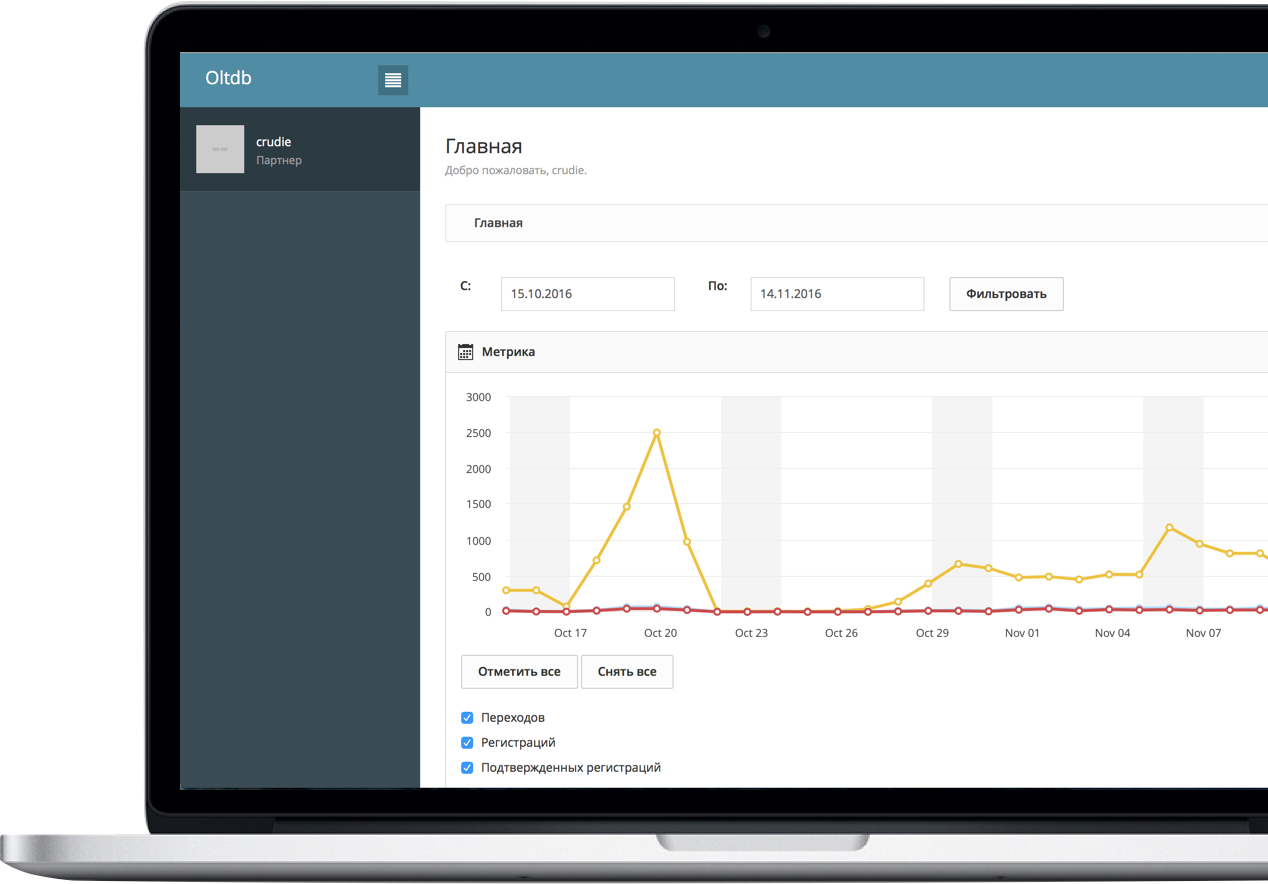 Oltdb
crudie
Партнер
Главная
Добро пожаловать, crudie.
Главная
С:
15.10.2016
По:
14.11.2016
Фильтровать
Метрика
3000
2500
2000
1500
1000
500
0
Oct 17
Oct 20
Oct 23
Oct 26
Oct 29
Nov 01
Nov 04
Nov 07
Отметить все
Снять все
Переходов
Регистраций
Подтвержденных регистраций